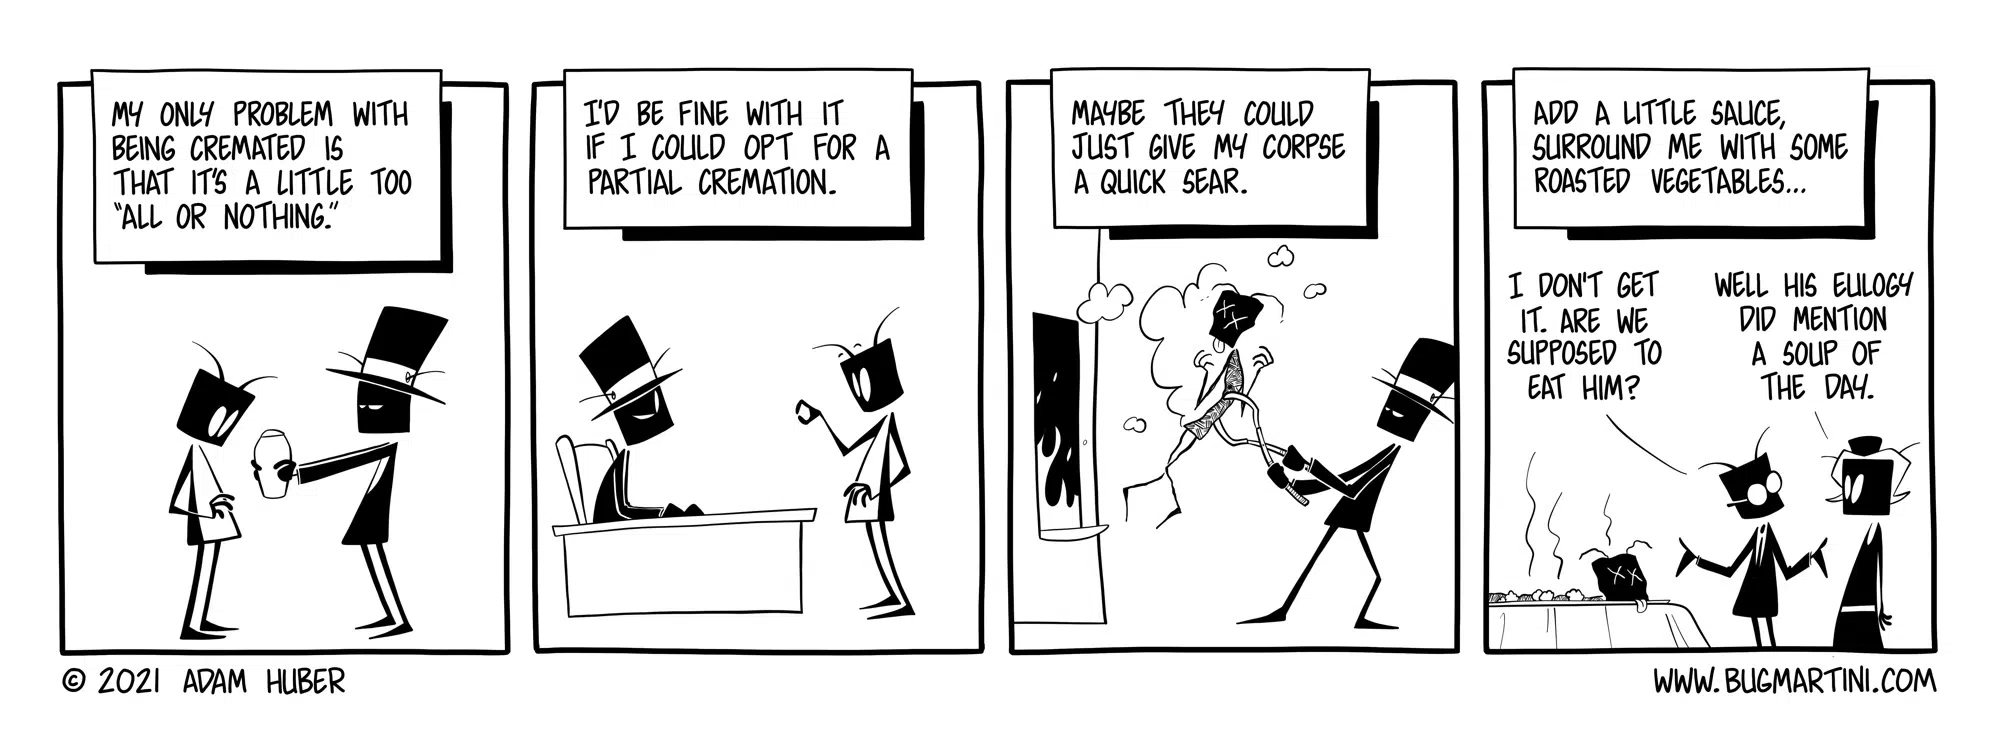 MY ONLY PROBLEM WITH
BEING CREMATED IS
THAT IT'S A LITTLE TOO
"ALL OR NOTHING."
I'D BE FINE WITH IT
IF I COULD OPT FOR A
PARTIAL CREMATION.
MAYBE THEY COULD
JUST GIVE MY CORPSE
A QUICK SEAR.
ADD A LITTLE SAUCE,
SURROUND ME WITH SOME
ROASTED VEGETABLES...
I DON'T GET
IT. ARE WE
SUPPOSED TO
EAT HIM?
WELL HIS EULOGY
DID MENTION
A SOUP OF
THE DAY.
© 2021 ADAM HUBER
WWW.BUGMARTINI.COM